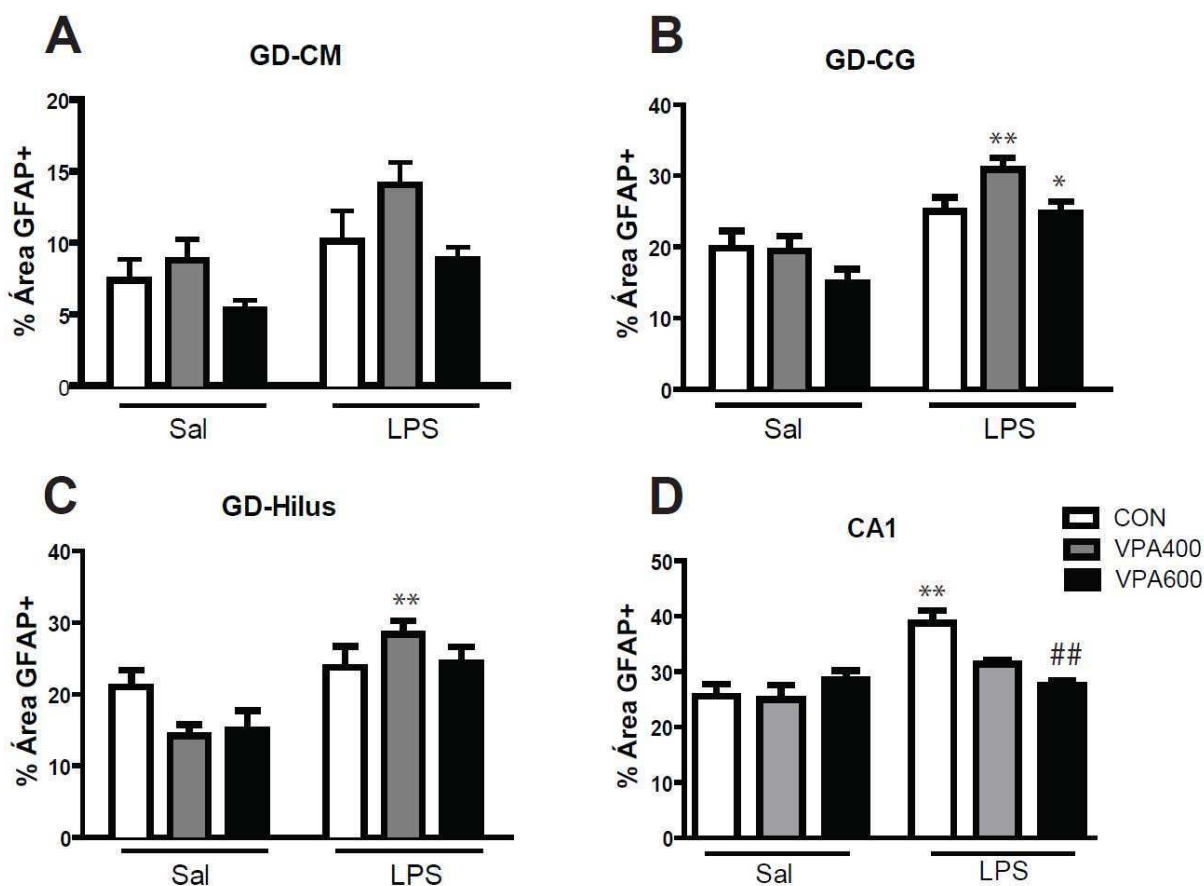 A
GD-CM
% Área GFAP+
20
15
10
5
0
Sal
LPS
B
GD-CG
% Área GFAP+
40
30
20
10
0
**
*
Sal
LPS
C
GD-Hilus
% Área GFAP+
40
30
20
10
0
**
Sal
LPS
D
CA1
% Área GFAP+
50
40
30
20
10
0
**
##
Sal
LPS
CON
VPA400
VPA600